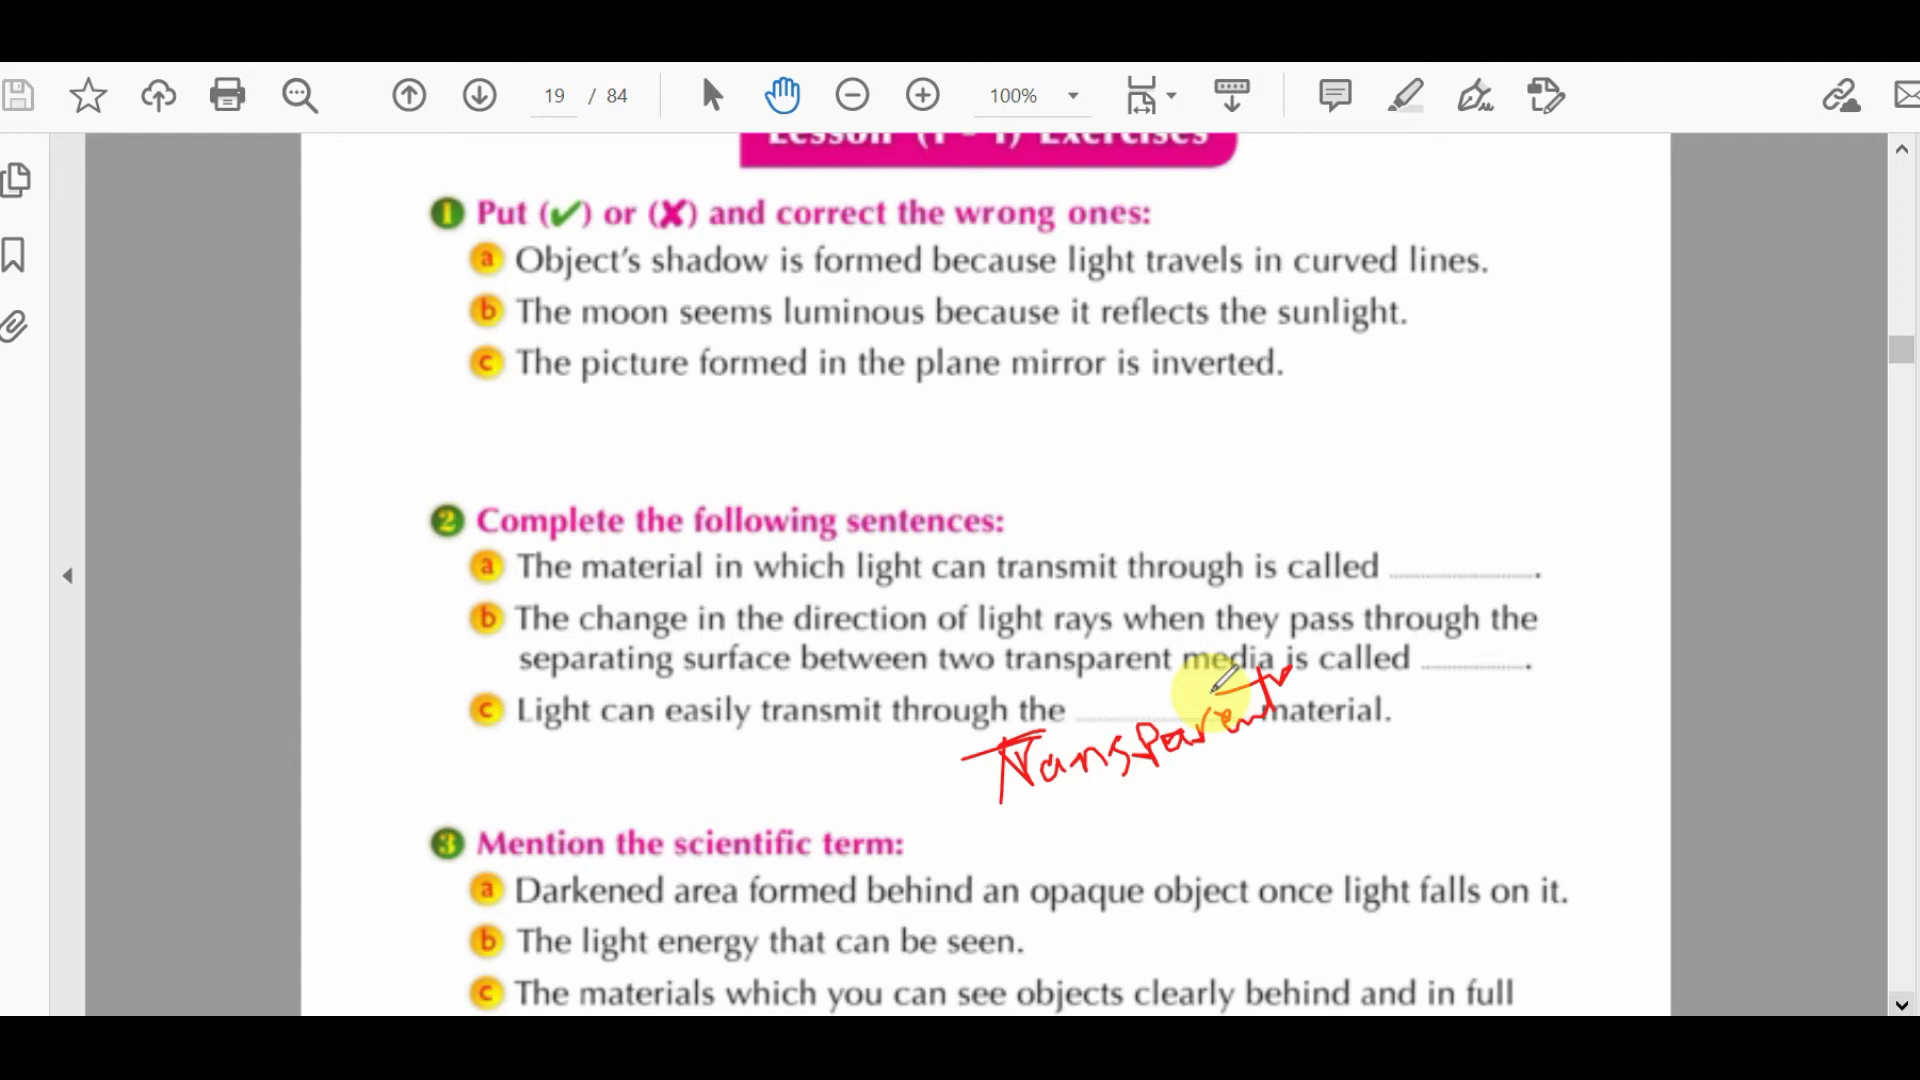 19 / 84
100%
Lesson (1 - 1) Exercises
1 Put (✔) or (✘) and correct the wrong ones:
a Object's shadow is formed because light travels in curved lines.
b The moon seems luminous because it reflects the sunlight.
c The picture formed in the plane mirror is inverted.
2 Complete the following sentences:
a The material in which light can transmit through is called .................... .
b The change in the direction of light rays when they pass through the
separating surface between two transparent media is called .................... .
c Light can easily transmit through the .................... material.
Transparent
3 Mention the scientific term:
a Darkened area formed behind an opaque object once light falls on it.
b The light energy that can be seen.
c The materials which you can see objects clearly behind and in full